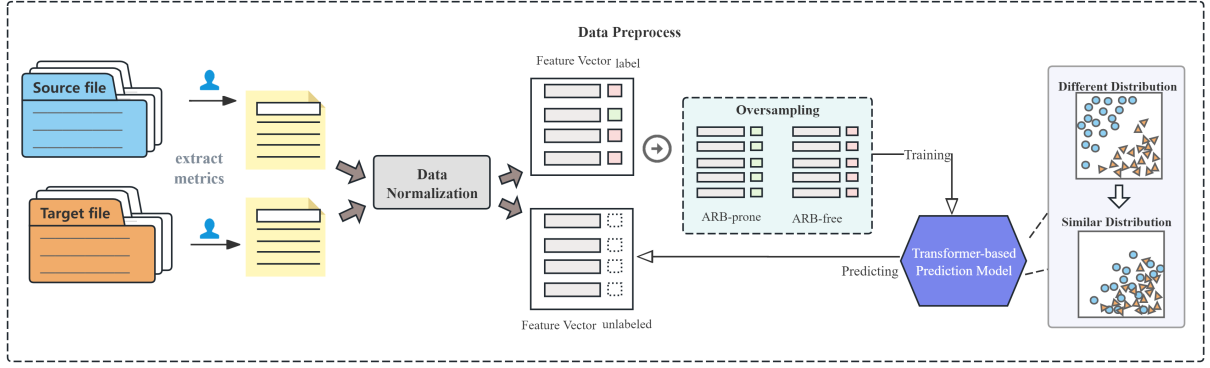 Data Preprocess
Source file
Target file
extract
metrics
Data
Normalization
Feature Vector label
Feature Vector unlabeled
Oversampling
ARB-prone ARB-free
Training
Predicting
Transformer-based
Prediction Model
Different Distribution
Similar Distribution